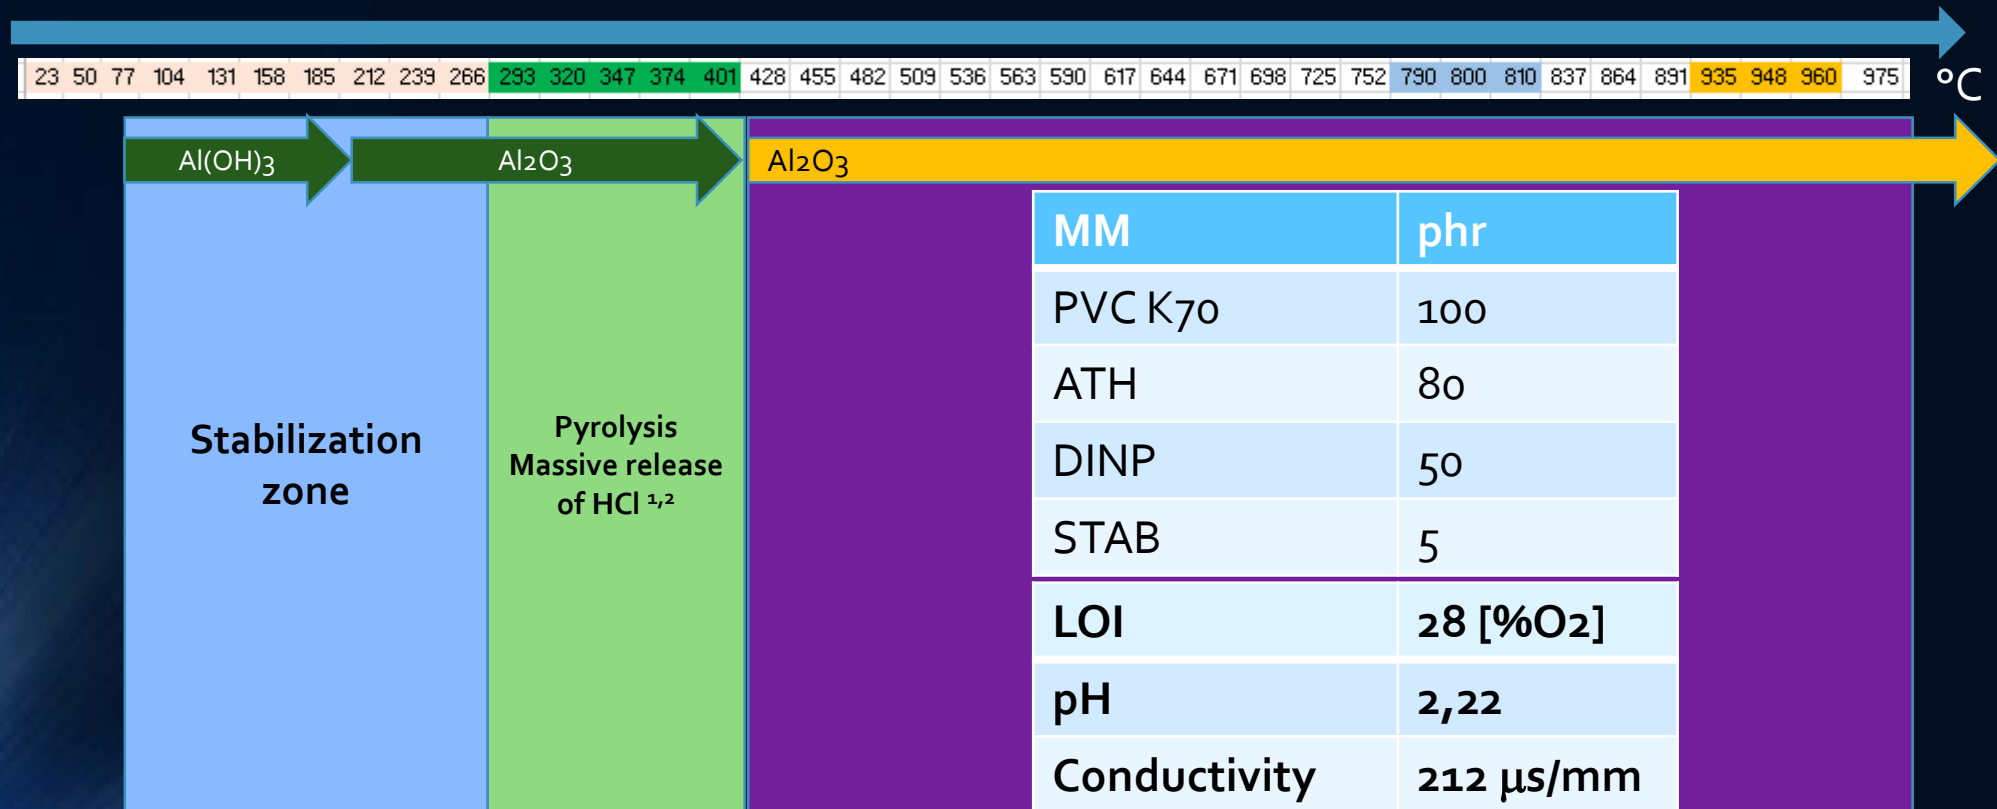 23 50 77 104 131 158 185 212 239 266 293 320 347 374 401 428 455 482 509 536 563 590 617 644 671 698 725 752 790 800 810 837 864 891 935 948 960 975 °C
Al(OH)3 Al2O3 Al2O3
Stabilization
zone
Pyrolysis
Massive release
of HCl ¹,²
MM phr
PVC K70 100
ATH 80
DINP 50
STAB 5
LOI 28 [%O2]
pH 2,22
Conductivity 212 µs/mm